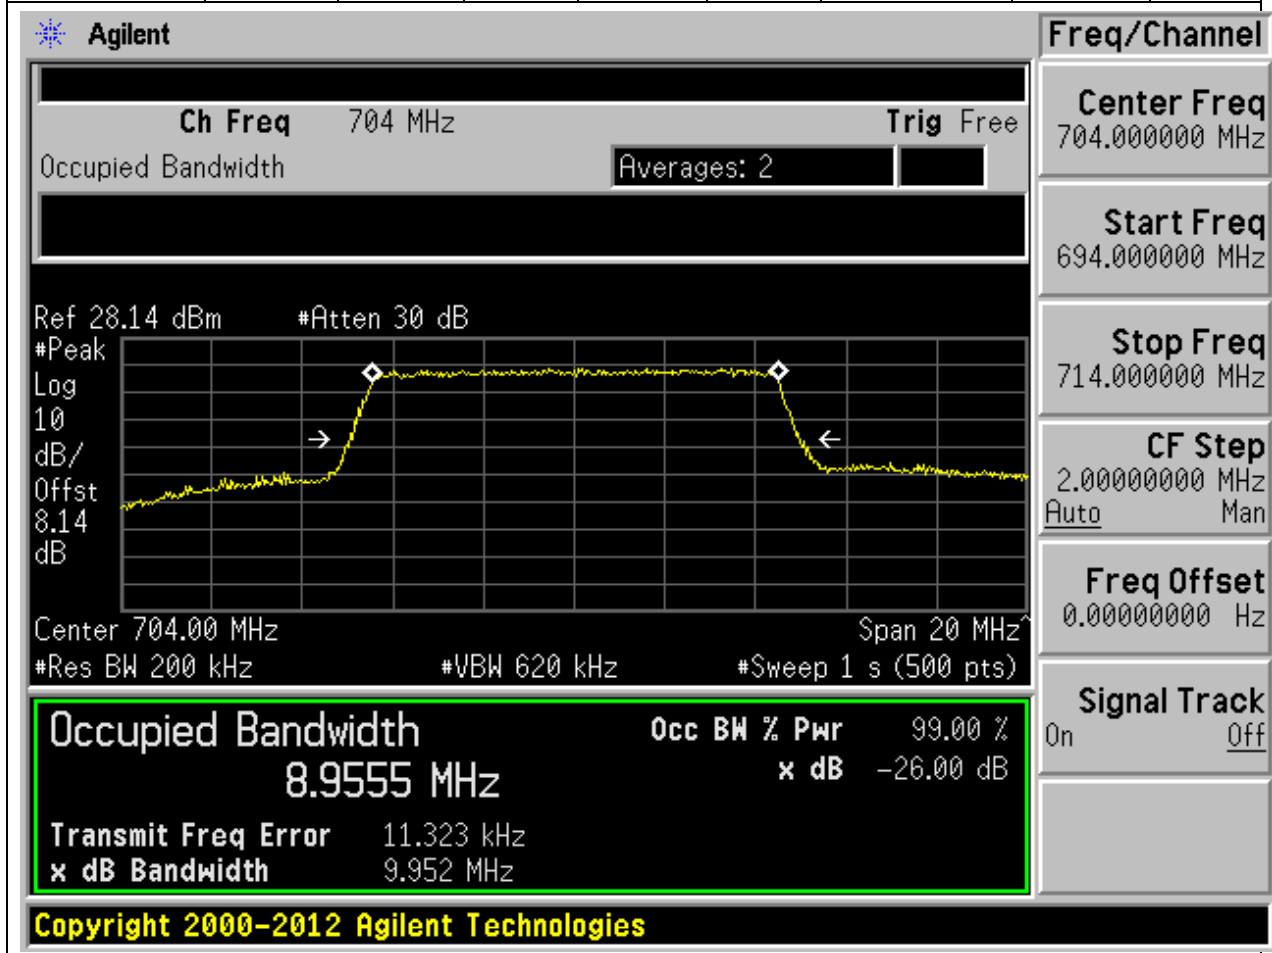 Agilent
Freq/Channel
Ch Freq 704 MHz Trig Free
Occupied Bandwidth Averages: 2
Center Freq
704.000000 MHz
Start Freq
694.000000 MHz
Stop Freq
714.000000 MHz
CF Step
2.00000000 MHz
Auto Man
Freq Offset
0.00000000 Hz
Signal Track
On Off
Ref 28.14 dBm #Atten 30 dB
#Peak
Log
10
dB/
Offst
8.14
dB
Center 704.00 MHz Span 20 MHz^
#Res BW 200 kHz #VBW 620 kHz #Sweep 1 s (500 pts)
Occupied Bandwidth Occ BW % Pwr 99.00 %
8.9555 MHz x dB -26.00 dB
Transmit Freq Error 11.323 kHz
x dB Bandwidth 9.952 MHz
Copyright 2000-2012 Agilent Technologies